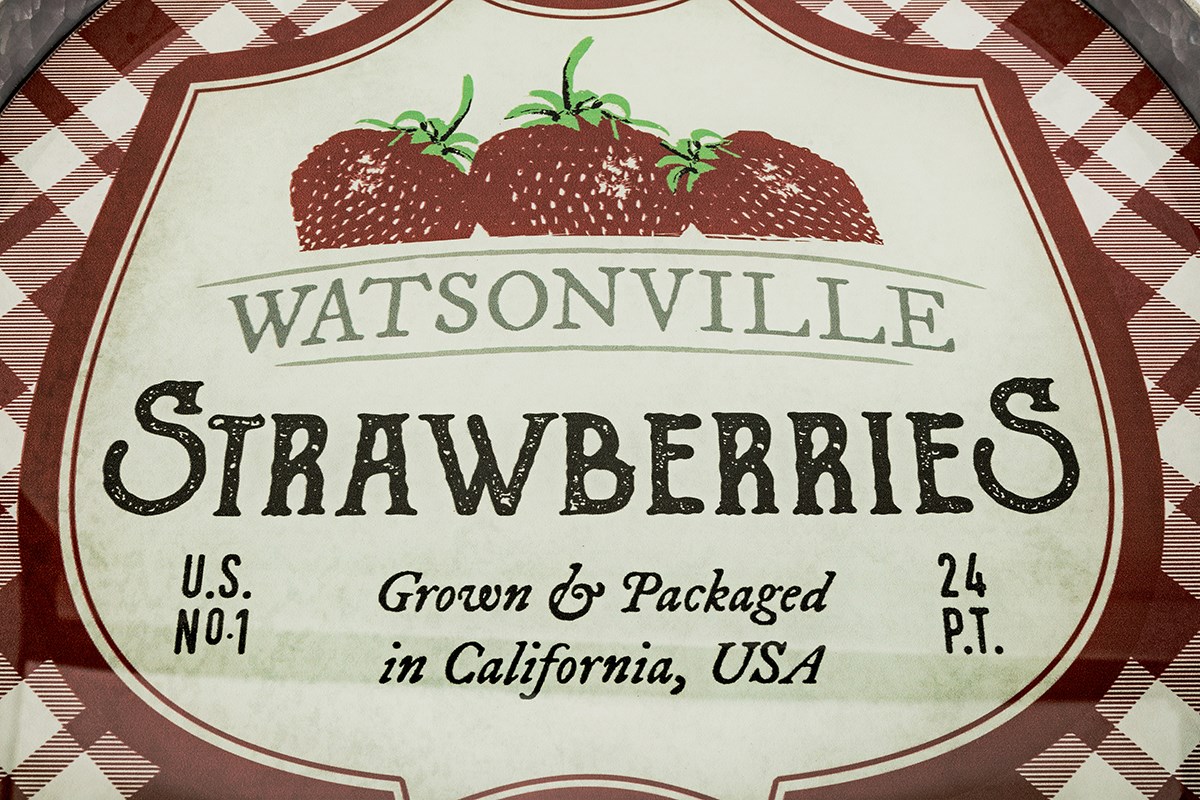 WATSONVILLE
STRAWBERRIES
U.S.
NO.1
Grown & Packaged
in California, USA
24
P.T.